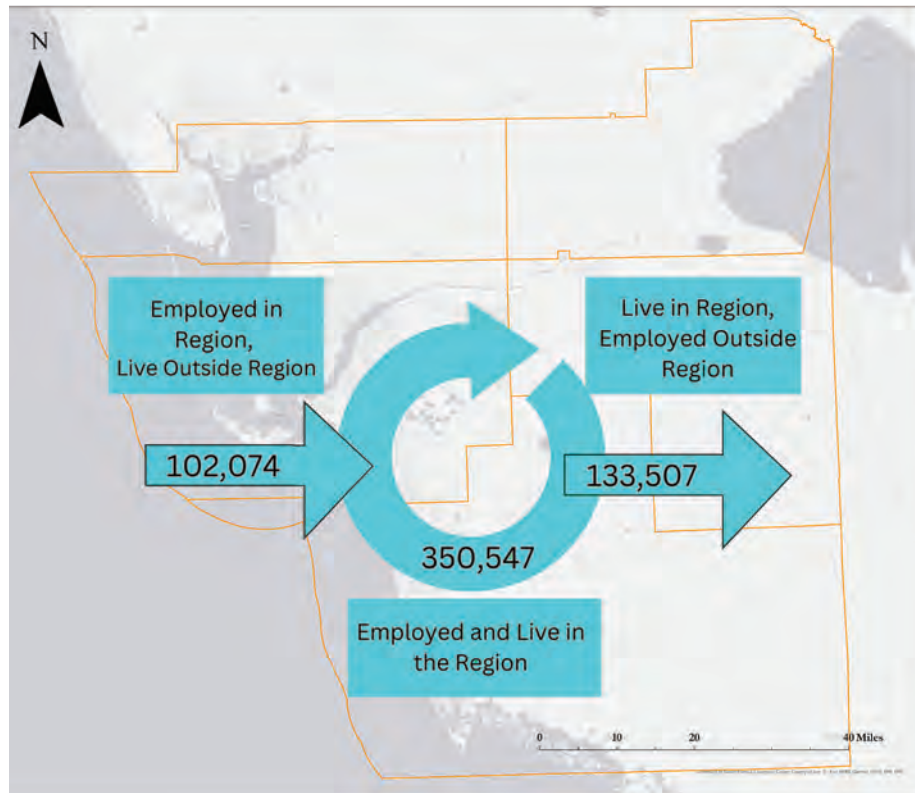 N
Employed in
Region,
Live Outside Region
Live in Region,
Employed Outside
Region
102,074
133,507
350,547
Employed and Live in
the Region
0 10 20 40 Miles